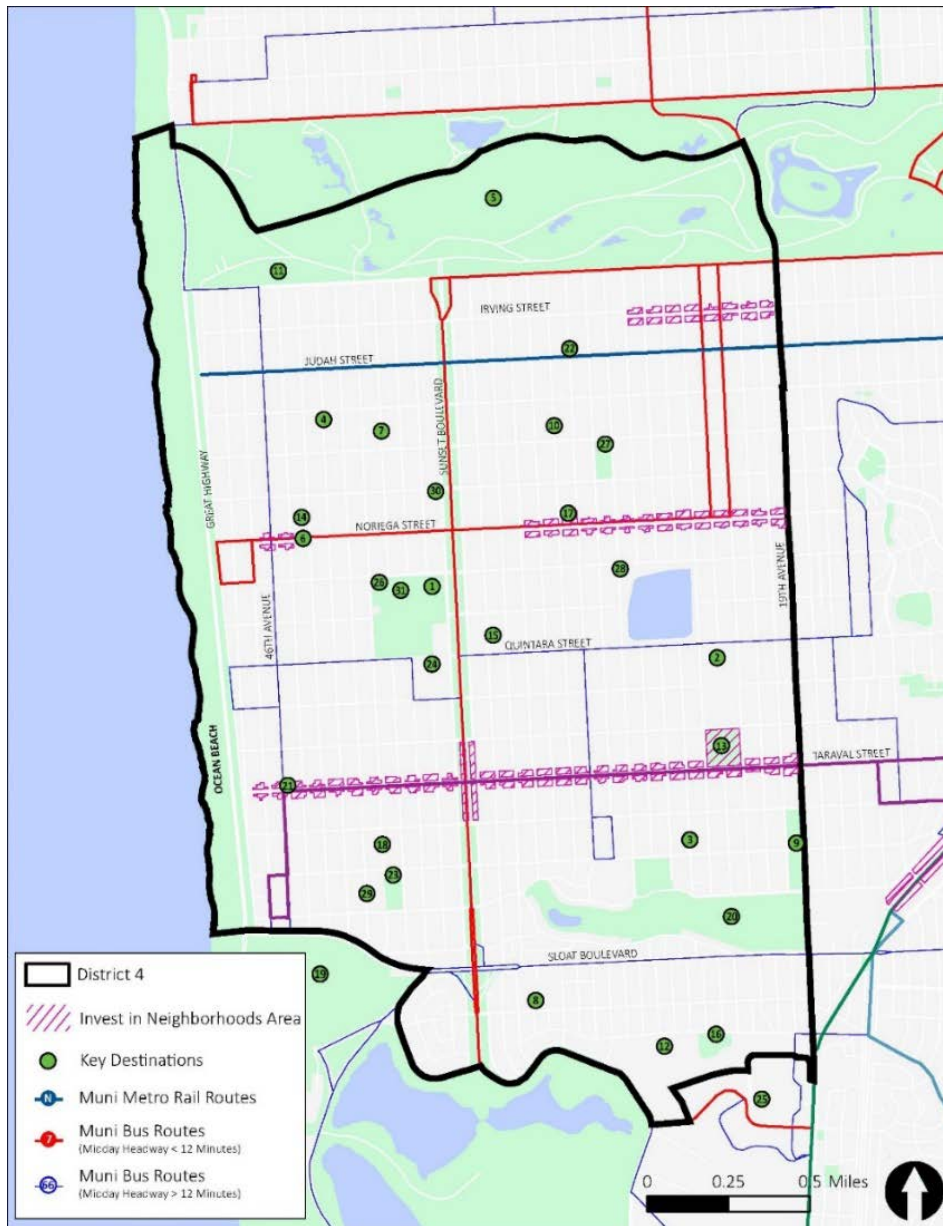 5
11
IRVING STREET
22
JUDAH STREET
4
7
10
27
SUNSET BOULEVARD
GREAT HIGHWAY
30
14
17
NORIEGA STREET
6
28
26
31
1
19TH AVENUE
46TH AVENUE
15
QUINTARA STREET
24
2
13
TARAVAL STREET
OCEAN BEACH
21
18
3
9
23
29
20
SLOAT BOULEVARD
19
8
16
12
25
District 4
Invest in Neighborhoods Area
Key Destinations
N Muni Metro Rail Routes
7 Muni Bus Routes
(Midday Headway < 12 Minutes)
66 Muni Bus Routes
(Midday Headway > 12 Minutes)
0 0.25 0.5 Miles